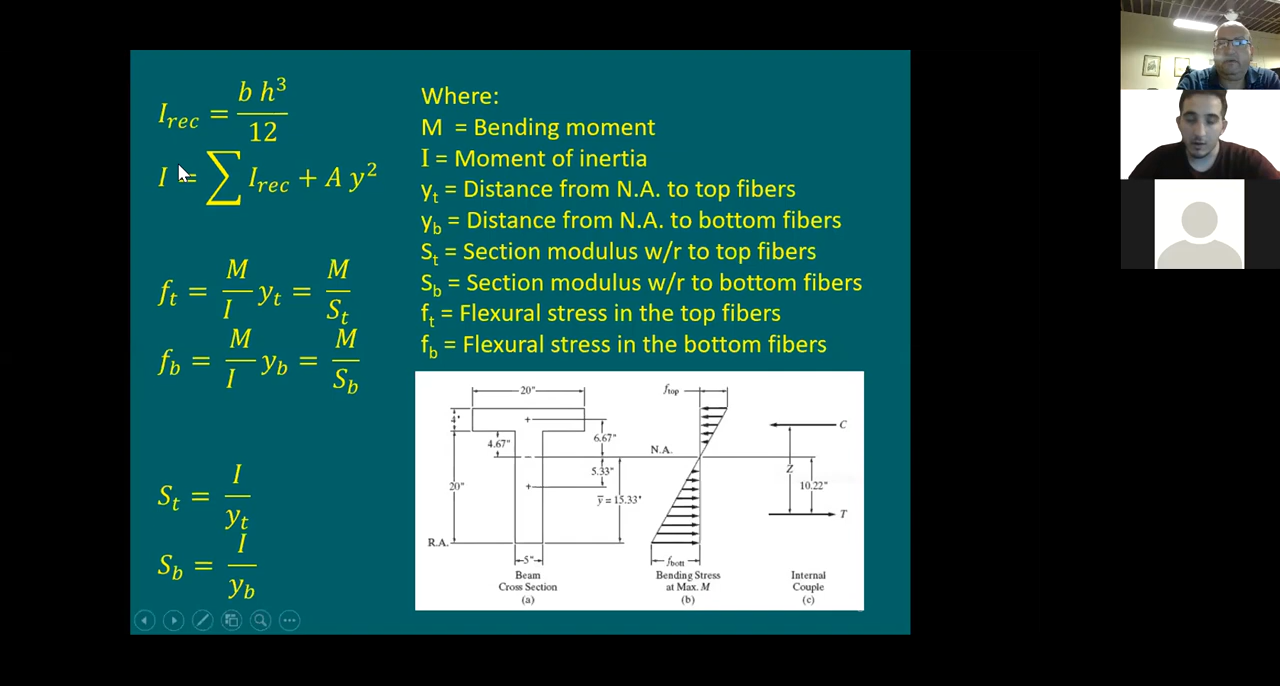 I_rec = b h³ / 12
I = ∑ I_rec + A y²
f_t = M/I y_t = M/S_t
f_b = M/I y_b = M/S_b
S_t = I/y_t
S_b = I/y_b
Where:
M = Bending moment
I = Moment of inertia
y_t = Distance from N.A. to top fibers
y_b = Distance from N.A. to bottom fibers
S_t = Section modulus w/r to top fibers
S_b = Section modulus w/r to bottom fibers
f_t = Flexural stress in the top fibers
f_b = Flexural stress in the bottom fibers
20"
4"
4.67"
6.67"
5.33"
20"
y̅ = 15.33"
R.A.
5"
Beam
Cross Section
(a)
f_top
N.A.
f_bott
Bending Stress
at Max. M
(b)
C
Z
10.22"
T
Internal
Couple
(c)